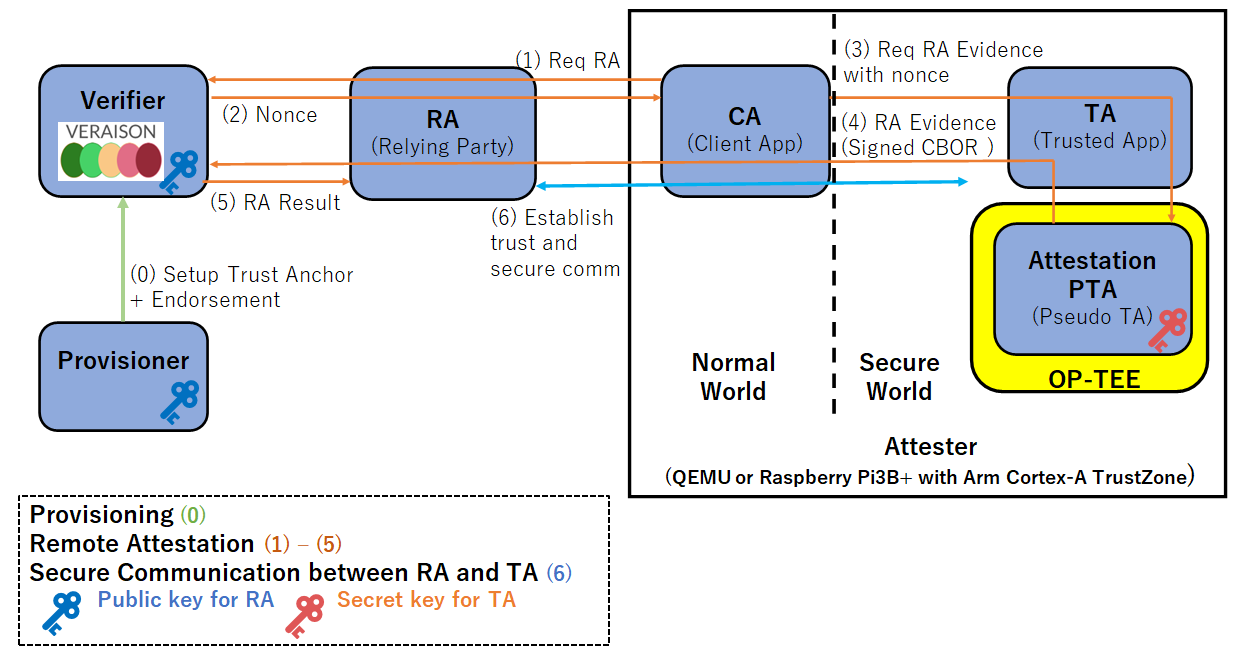 (1) Req RA
(3) Req RA Evidence
with nonce
Verifier
VERAISON
(2) Nonce
RA
(Relying Party)
CA
(Client App)
TA
(Trusted App)
(4) RA Evidence
(Signed CBOR )
(5) RA Result
(6) Establish
trust and
secure comm
(0) Setup Trust Anchor
+ Endorsement
Attestation
PTA
(Pseudo TA)
OP-TEE
Provisioner
Normal
World
Secure
World
Attester
(QEMU or Raspberry Pi3B+ with Arm Cortex-A TrustZone)
Provisioning (0)
Remote Attestation (1) – (5)
Secure Communication between RA and TA (6)
Public key for RA
Secret key for TA